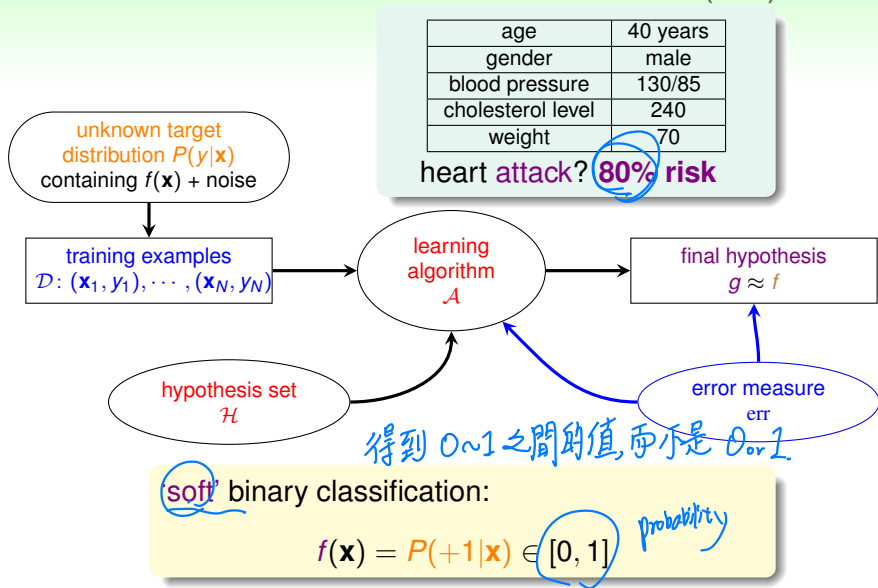 age 40 years
gender male
blood pressure 130/85
cholesterol level 240
weight 70
heart attack? 80% risk
unknown target
distribution P(y|x)
containing f(x) + noise
training examples
D: (x₁, y₁), ⋯ , (x_N, y_N)
learning
algorithm
A
final hypothesis
g ≈ f
hypothesis set
H
error measure
err
得到 0~1 之間的值, 而不是 0 or 1.
'soft' binary classification:
f(x) = P(+1|x) ∈ [0, 1]
probability